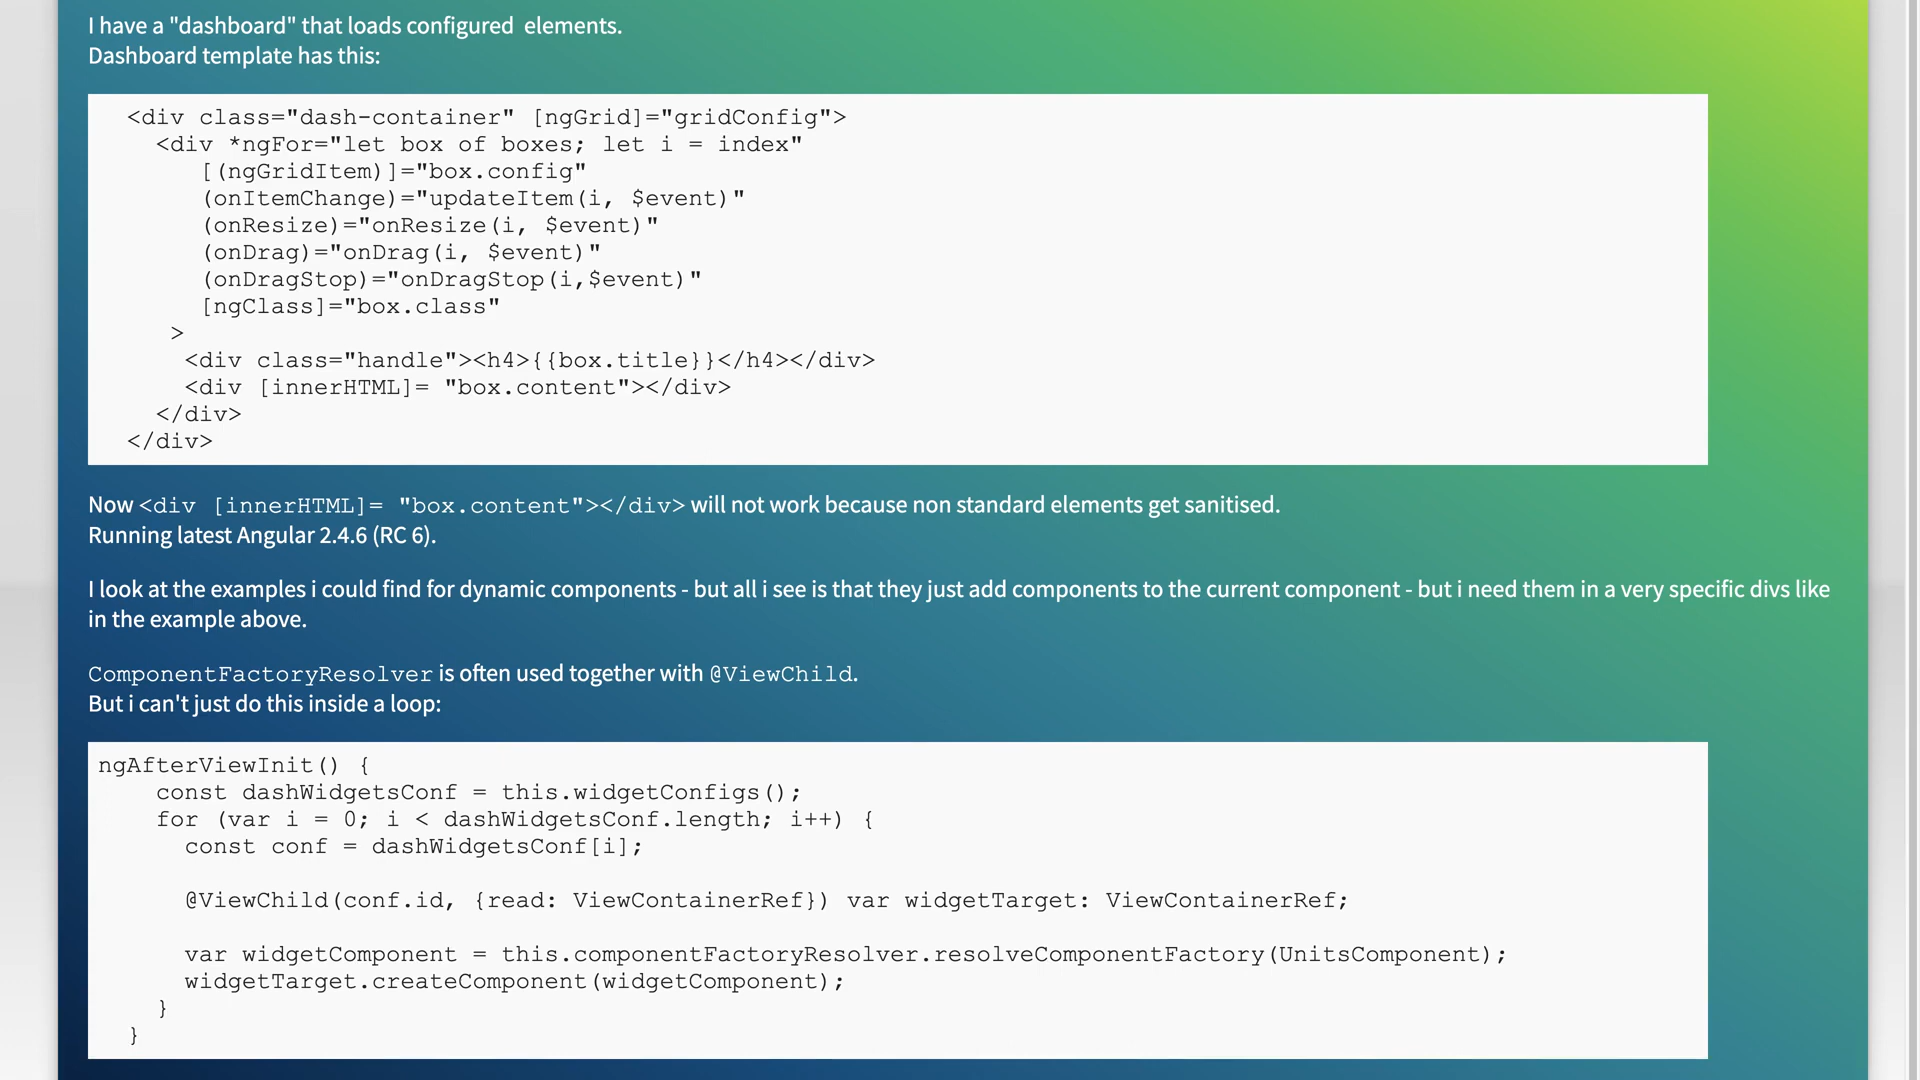 I have a "dashboard" that loads configured  elements.
Dashboard template has this:
<div class="dash-container" [ngGrid]="gridConfig">
<div *ngFor="let box of boxes; let i = index"
[(ngGridItem)]="box.config"
(onItemChange)="updateItem(i, $event)"
(onResize)="onResize(i, $event)"
(onDrag)="onDrag(i, $event)"
(onDragStop)="onDragStop(i,$event)"
[ngClass]="box.class"
>
<div class="handle"><h4>{{box.title}}</h4></div>
<div [innerHTML]= "box.content"></div>
</div>
</div>
Now <div [innerHTML]= "box.content"></div> will not work because non standard elements get sanitised.
Running latest Angular 2.4.6 (RC 6).
I look at the examples i could find for dynamic components - but all i see is that they just add components to the current component - but i need them in a very specific divs like
in the example above.
ComponentFactoryResolver is often used together with @ViewChild.
But i can't just do this inside a loop:
ngAfterViewInit() {
const dashWidgetsConf = this.widgetConfigs();
for (var i = 0; i < dashWidgetsConf.length; i++) {
const conf = dashWidgetsConf[i];
@ViewChild(conf.id, {read: ViewContainerRef}) var widgetTarget: ViewContainerRef;
var widgetComponent = this.componentFactoryResolver.resolveComponentFactory(UnitsComponent);
widgetTarget.createComponent(widgetComponent);
}
}